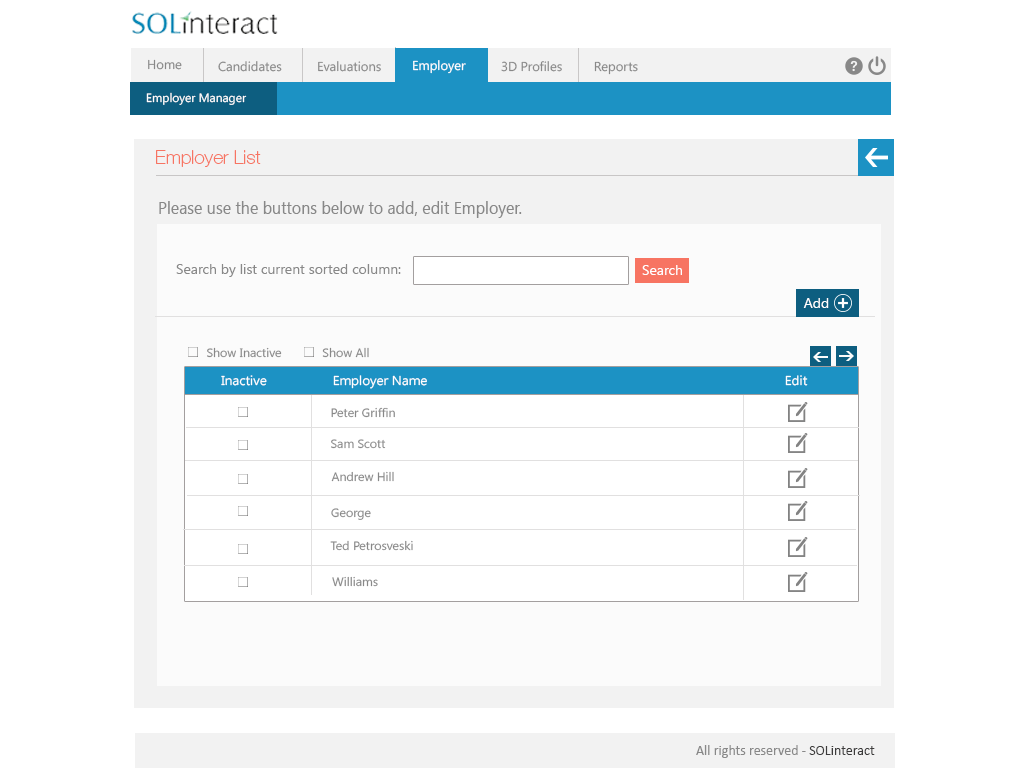 SOLinteract
Home Candidates Evaluations Employer 3D Profiles Reports ?
Employer Manager
Employer List
Please use the buttons below to add, edit Employer.
Search by list current sorted column: Search
Add
Show Inactive Show All
Inactive Employer Name Edit
Peter Griffin
Sam Scott
Andrew Hill
George
Ted Petrosveski
Williams
All rights reserved - SOLinteract